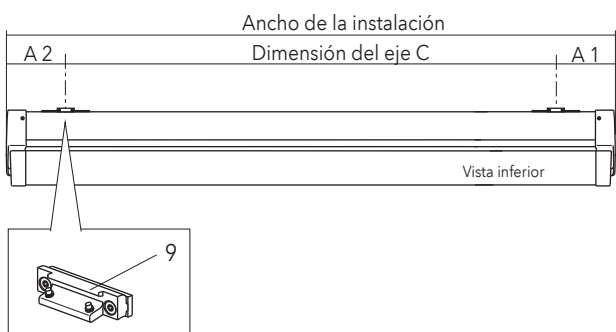 Ancho de la instalación
A 2 Dimensión del eje C A 1
Vista inferior
9